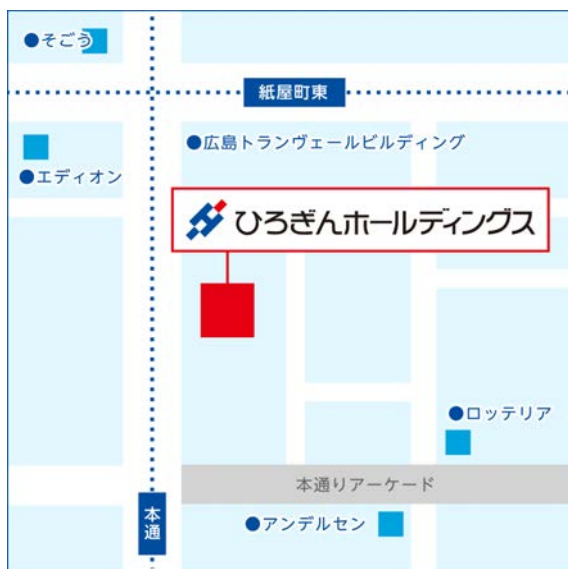 ●そごう
紙屋町東
●広島トランヴェールビルディング
●エディオン
ひろぎんホールディングス
●ロッテリア
本通りアーケード
本通
●アンデルセン